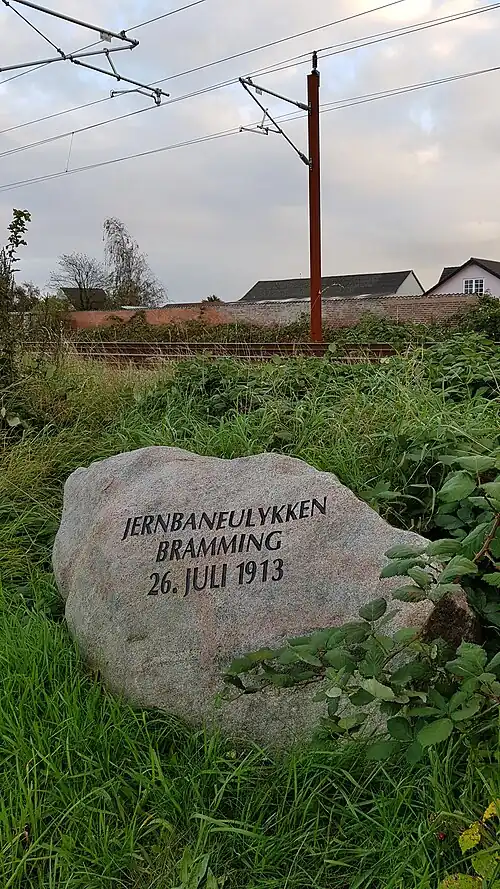 JERNBANEULYKKEN
BRAMMING
26. JULI 1913